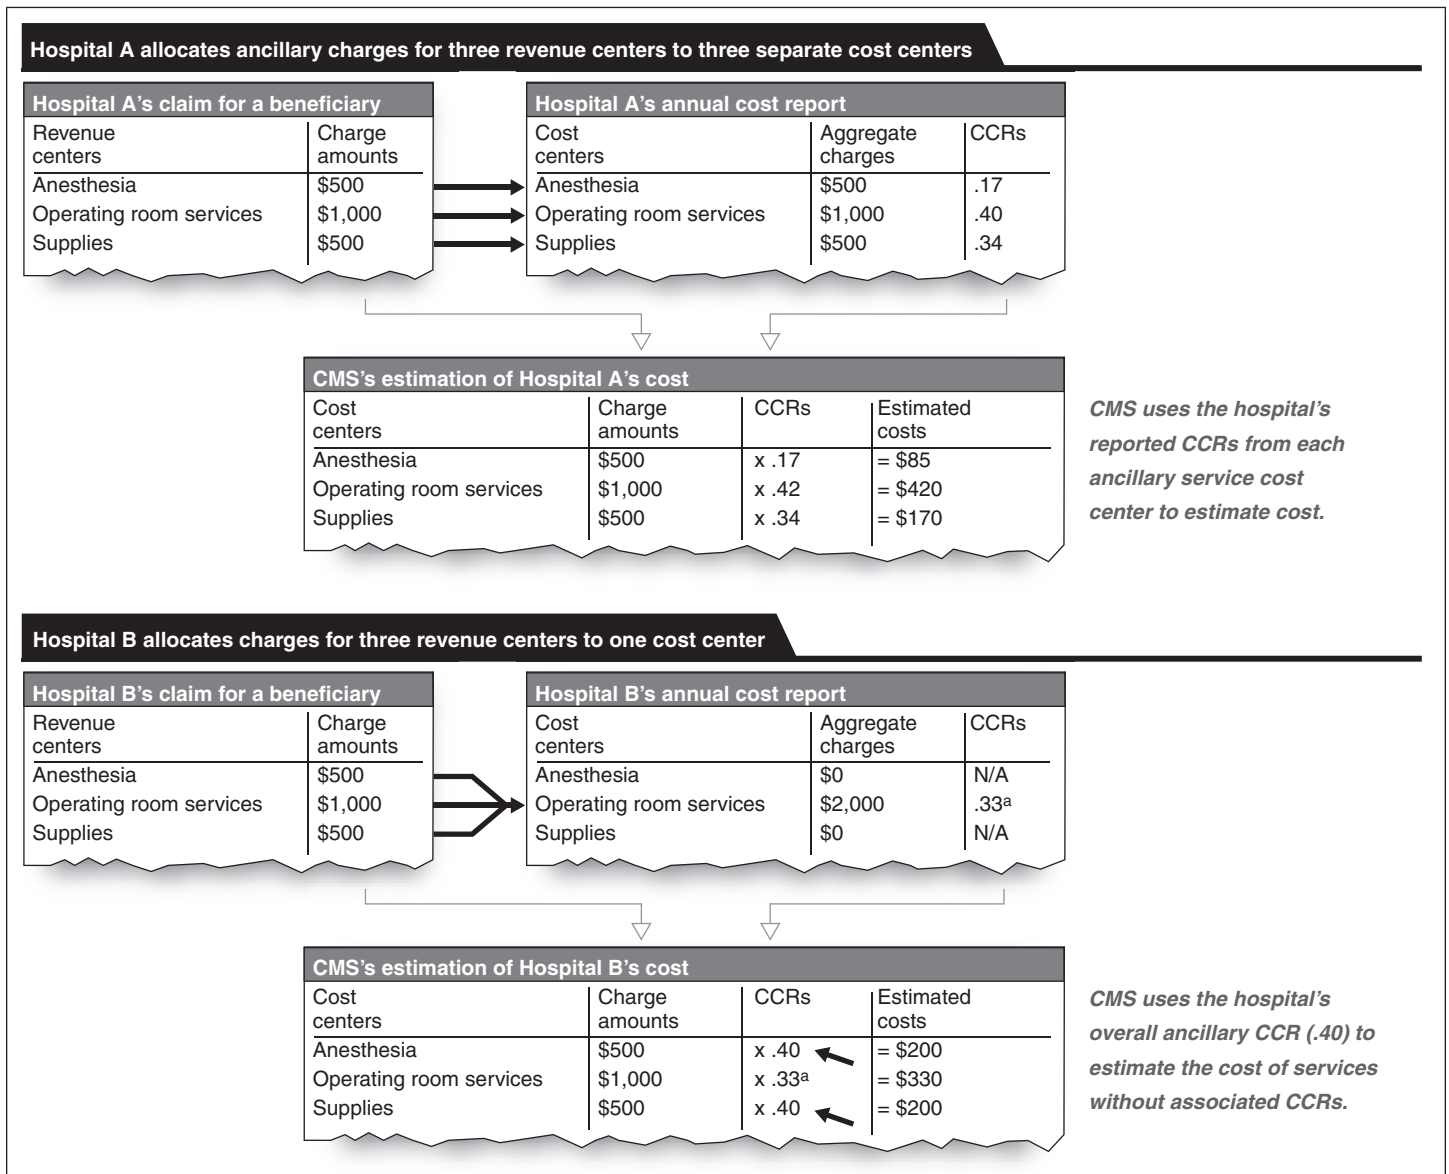 Hospital A allocates ancillary charges for three revenue centers to three separate cost centers
Hospital A's claim for a beneficiary
Revenue centers | Charge amounts
Anesthesia $500
Operating room services $1,000
Supplies $500
Hospital A's annual cost report
Cost centers | Aggregate charges | CCRs
Anesthesia $500 .17
Operating room services $1,000 .40
Supplies $500 .34
CMS's estimation of Hospital A's cost
Cost centers | Charge amounts | CCRs | Estimated costs
Anesthesia $500 x .17 = $85
Operating room services $1,000 x .42 = $420
Supplies $500 x .34 = $170
CMS uses the hospital's
reported CCRs from each
ancillary service cost
center to estimate cost.
Hospital B allocates charges for three revenue centers to one cost center
Hospital B's claim for a beneficiary
Revenue centers | Charge amounts
Anesthesia $500
Operating room services $1,000
Supplies $500
Hospital B's annual cost report
Cost centers | Aggregate charges | CCRs
Anesthesia $0 N/A
Operating room services $2,000 .33a
Supplies $0 N/A
CMS's estimation of Hospital B's cost
Cost centers | Charge amounts | CCRs | Estimated costs
Anesthesia $500 x .40 = $200
Operating room services $1,000 x .33a = $330
Supplies $500 x .40 = $200
CMS uses the hospital's
overall ancillary CCR (.40) to
estimate the cost of services
without associated CCRs.